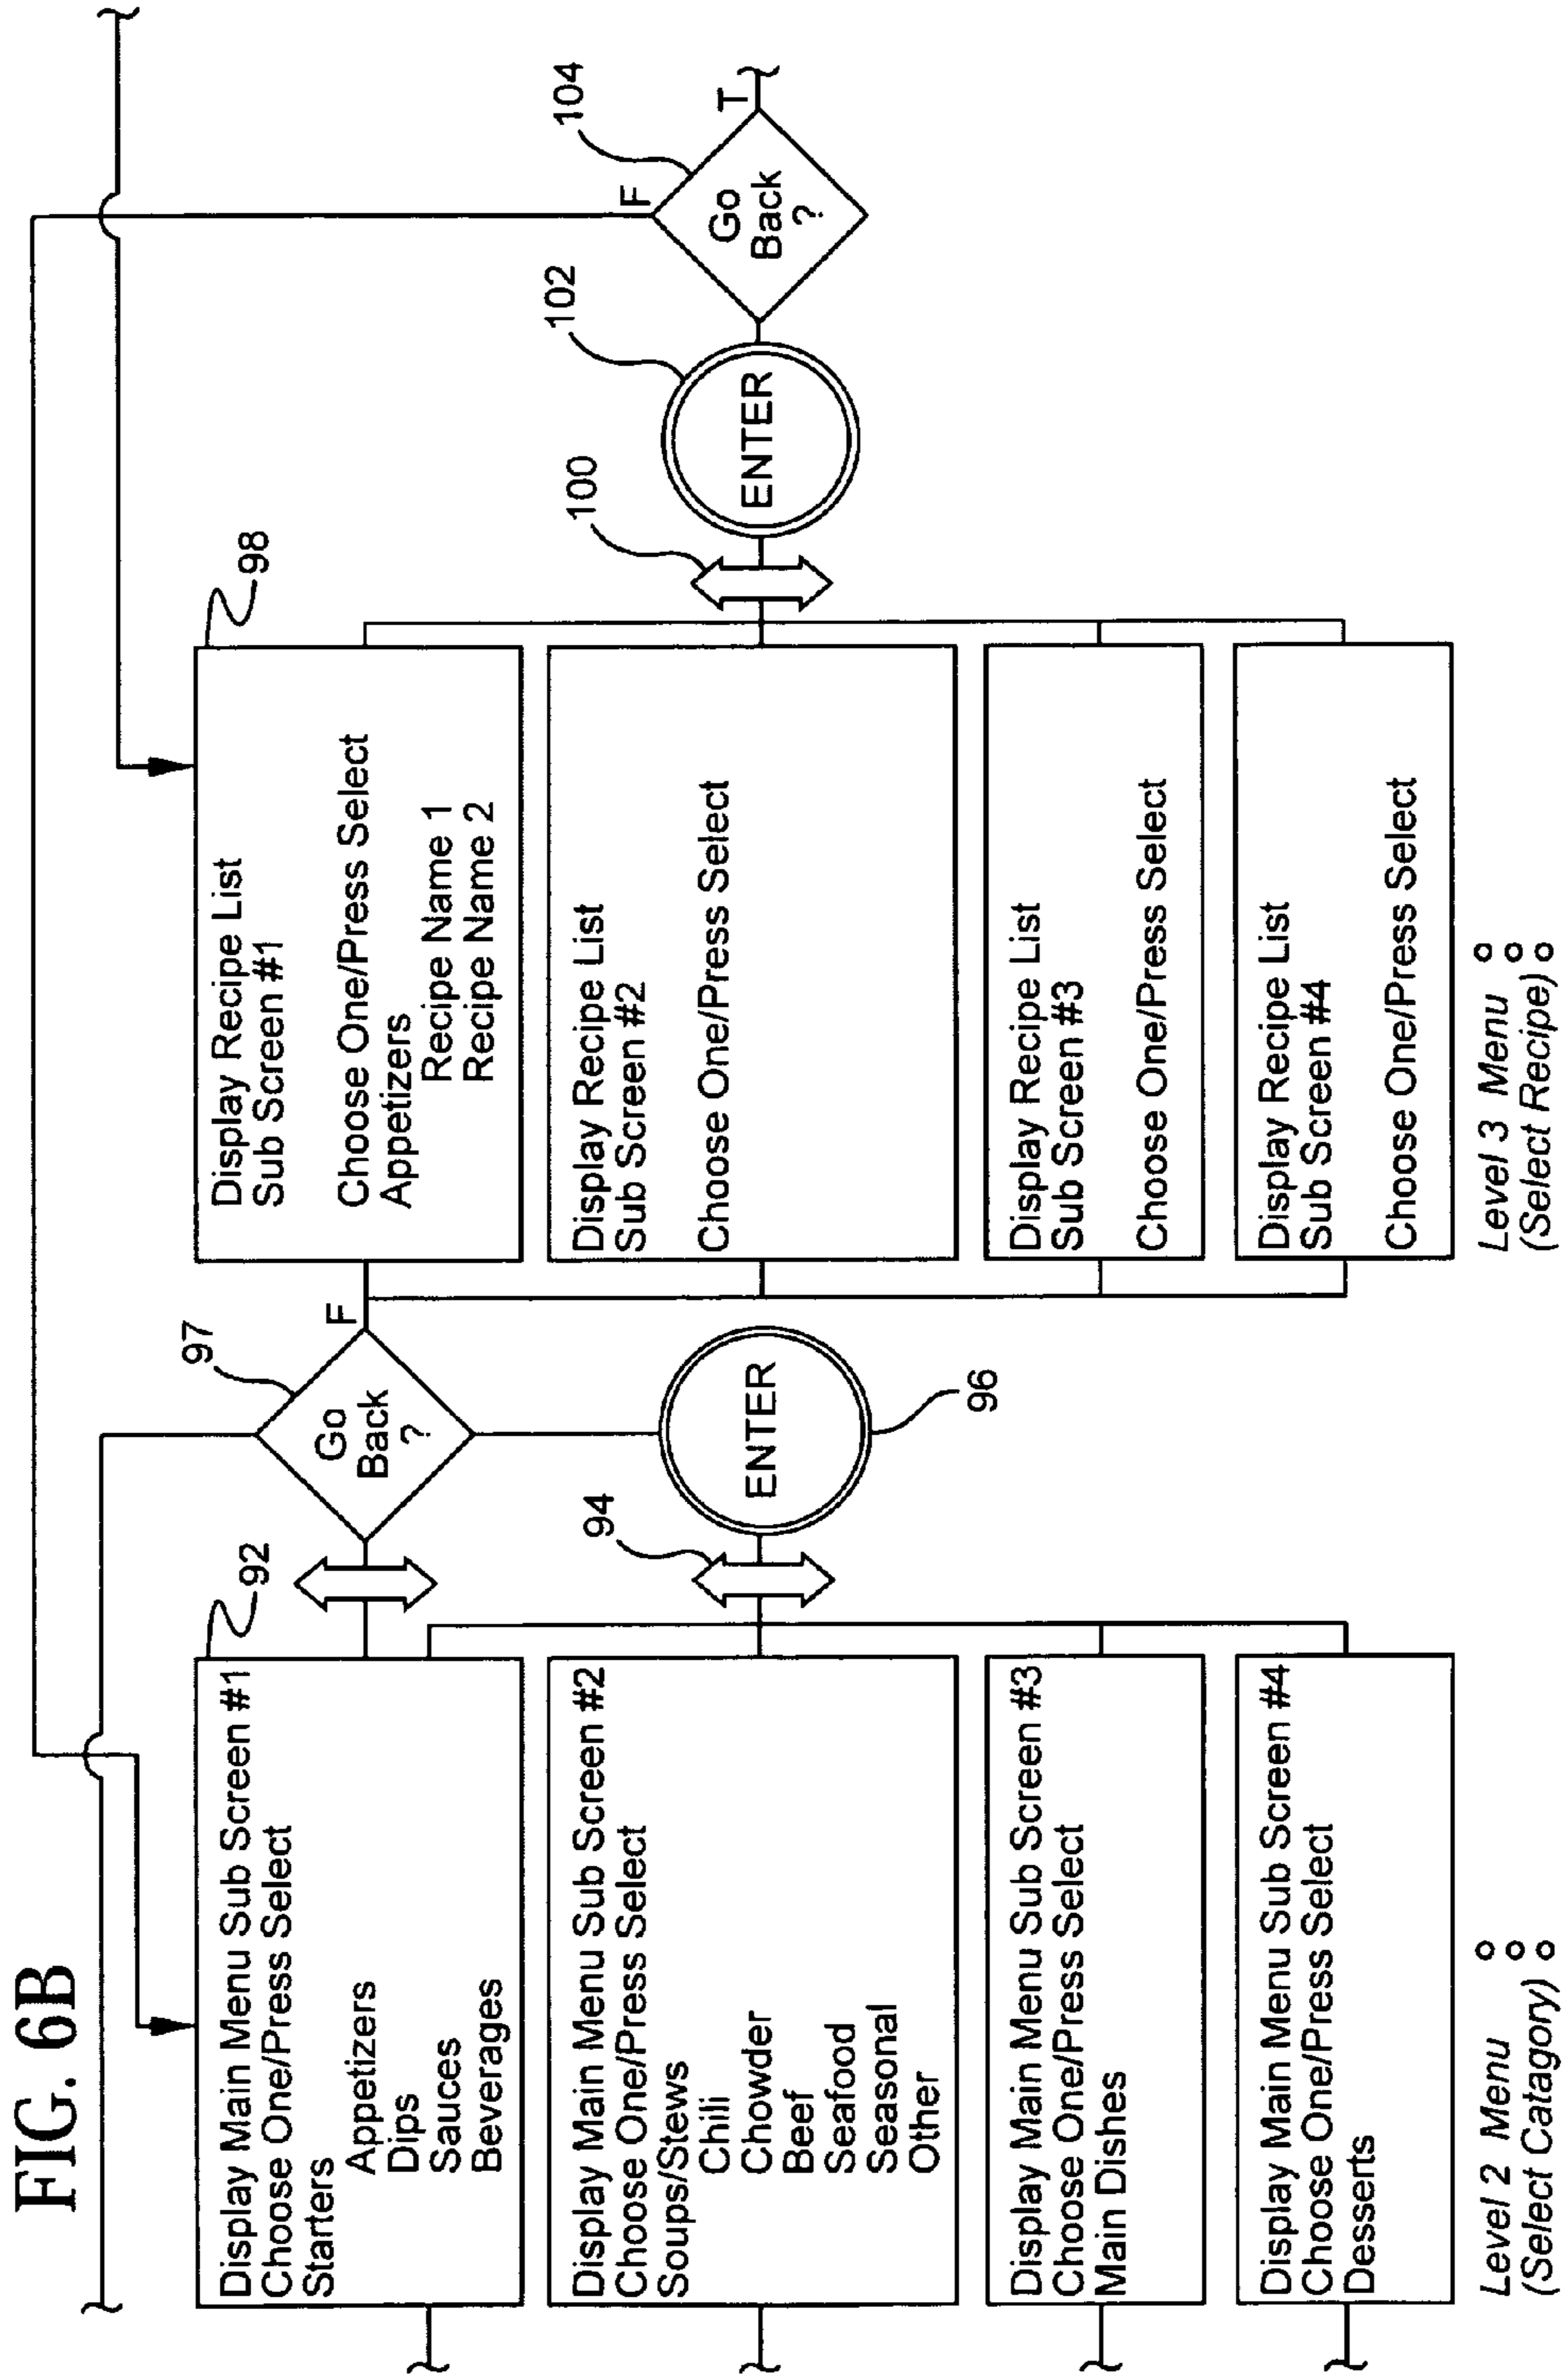 FIG. 6B
92
Display Main Menu Sub Screen #1
Choose One/Press Select
Starters
Appetizers
Dips
Sauces
Beverages
Display Main Menu Sub Screen #2
Choose One/Press Select
Soups/Stews
Chili
Chowder
Beef
Seafood
Seasonal
Other
Display Main Menu Sub Screen #3
Choose One/Press Select
Main Dishes
Display Main Menu Sub Screen #4
Choose One/Press Select
Desserts
Level 2 Menu
(Select Catagory)
94
ENTER
96
97
Go
Back
?
F
98
Display Recipe List
Sub Screen #1
Choose One/Press Select
Appetizers
Recipe Name 1
Recipe Name 2
Display Recipe List
Sub Screen #2
Choose One/Press Select
Display Recipe List
Sub Screen #3
Choose One/Press Select
Display Recipe List
Sub Screen #4
Choose One/Press Select
Level 3 Menu
(Select Recipe)
100
ENTER
102
Go
Back
?
104
F
T